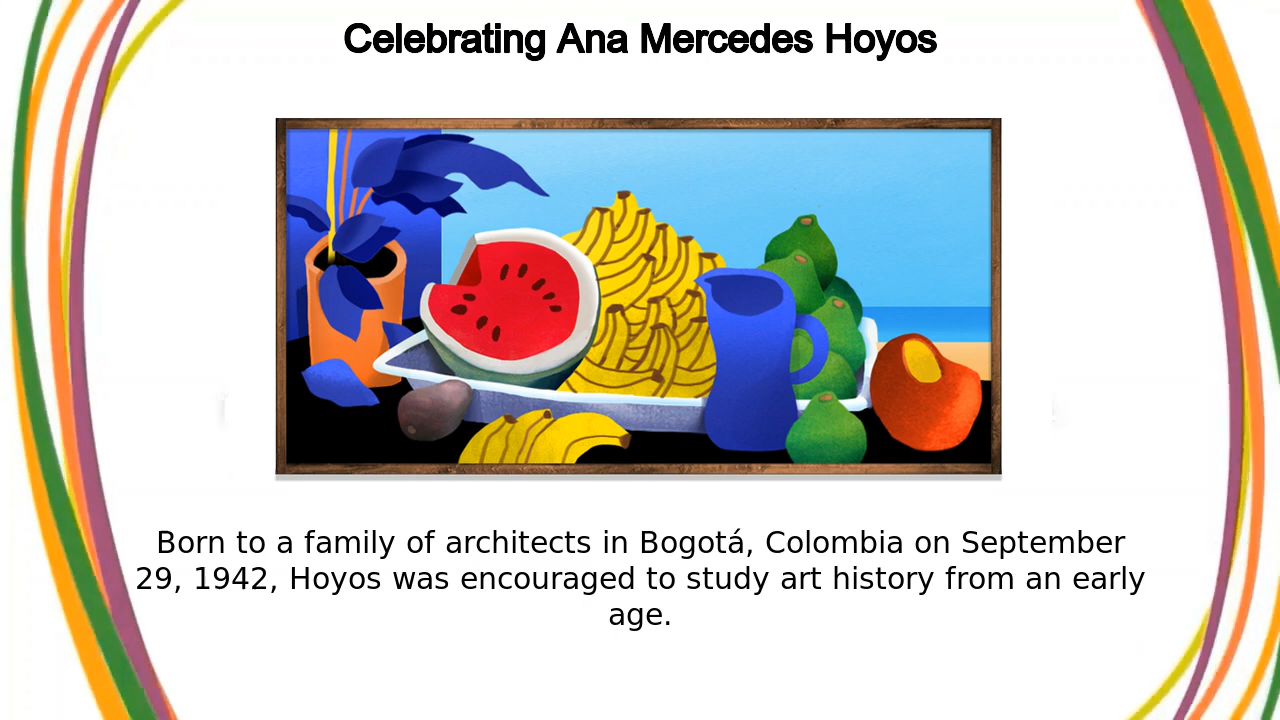 Celebrating Ana Mercedes Hoyos
Born to a family of architects in Bogotá, Colombia on September
29, 1942, Hoyos was encouraged to study art history from an early
age.